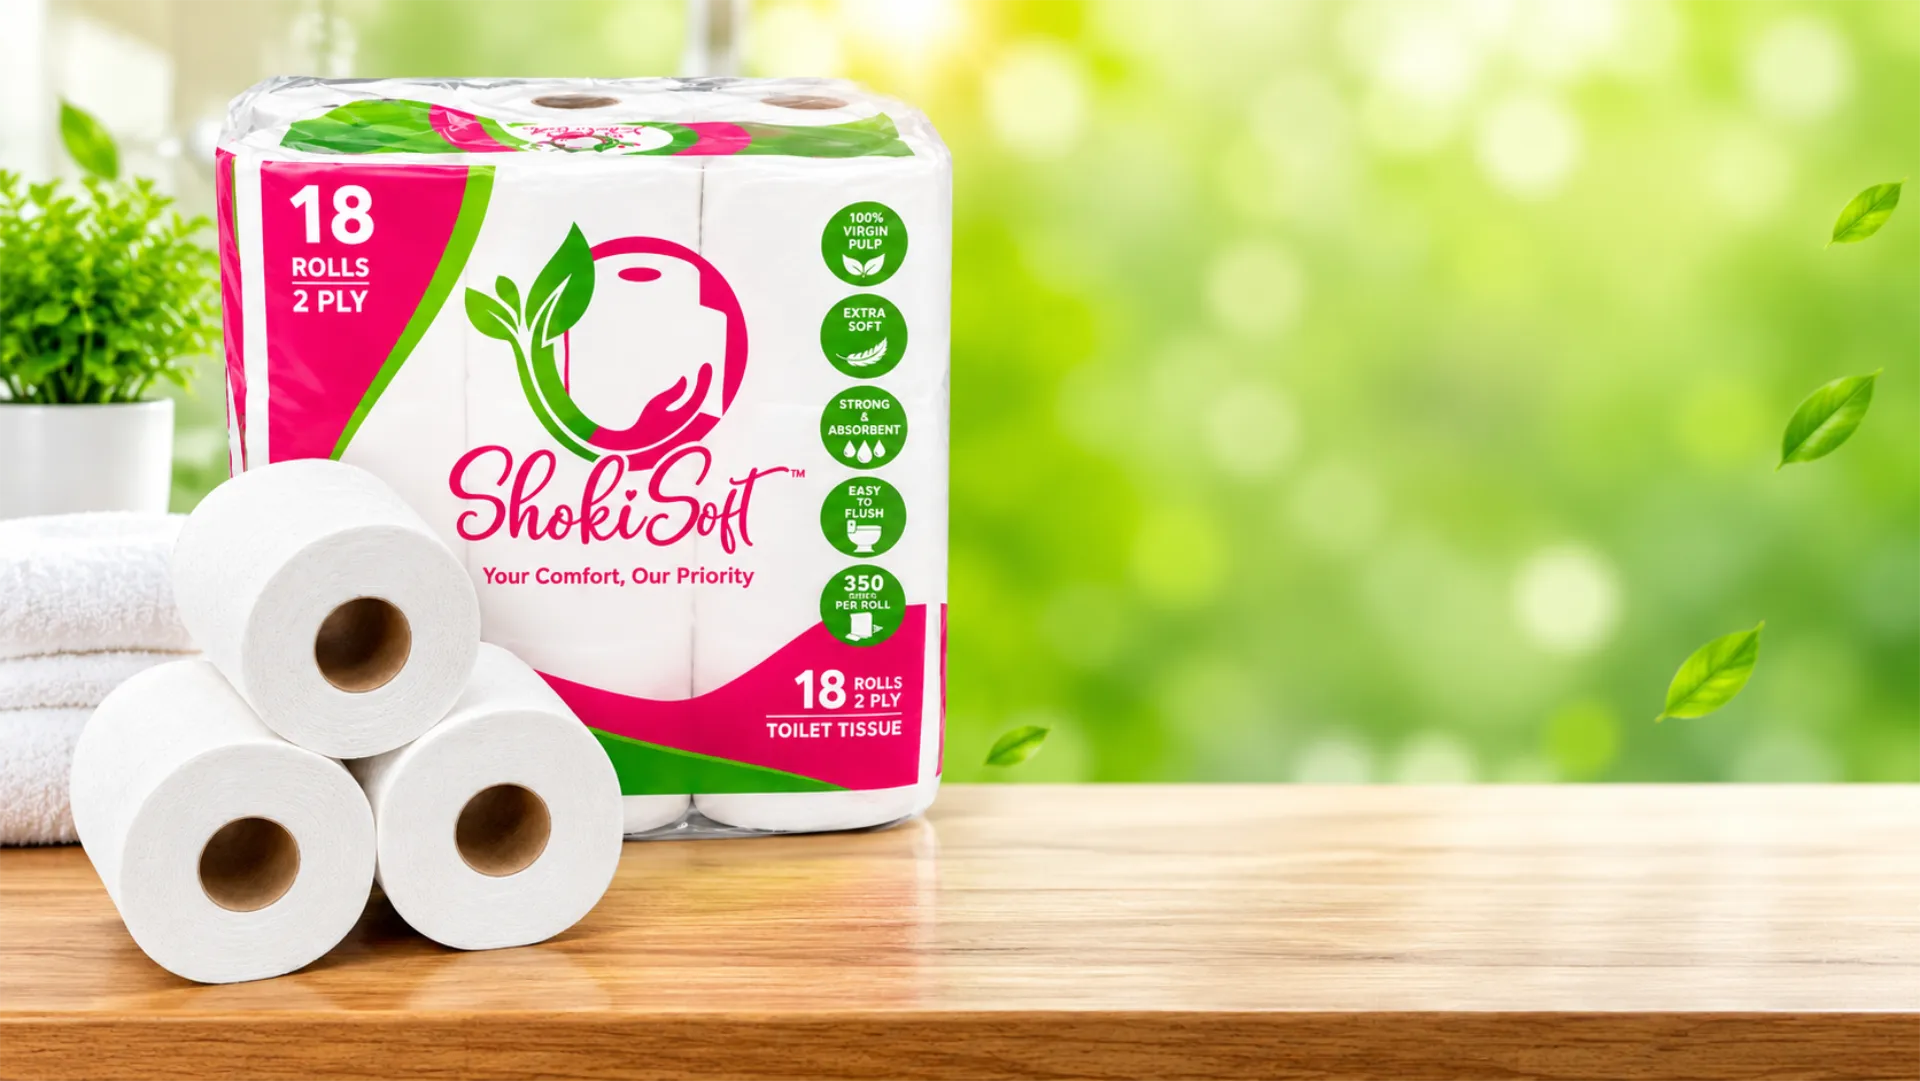 18
ROLLS
2 PLY
100%
VIRGIN
PULP
EXTRA
SOFT
STRONG
&
ABSORBENT
EASY
TO
FLUSH
350
PER ROLL
ShokiSoft™
Your Comfort, Our Priority
18 ROLLS
2 PLY
TOILET TISSUE